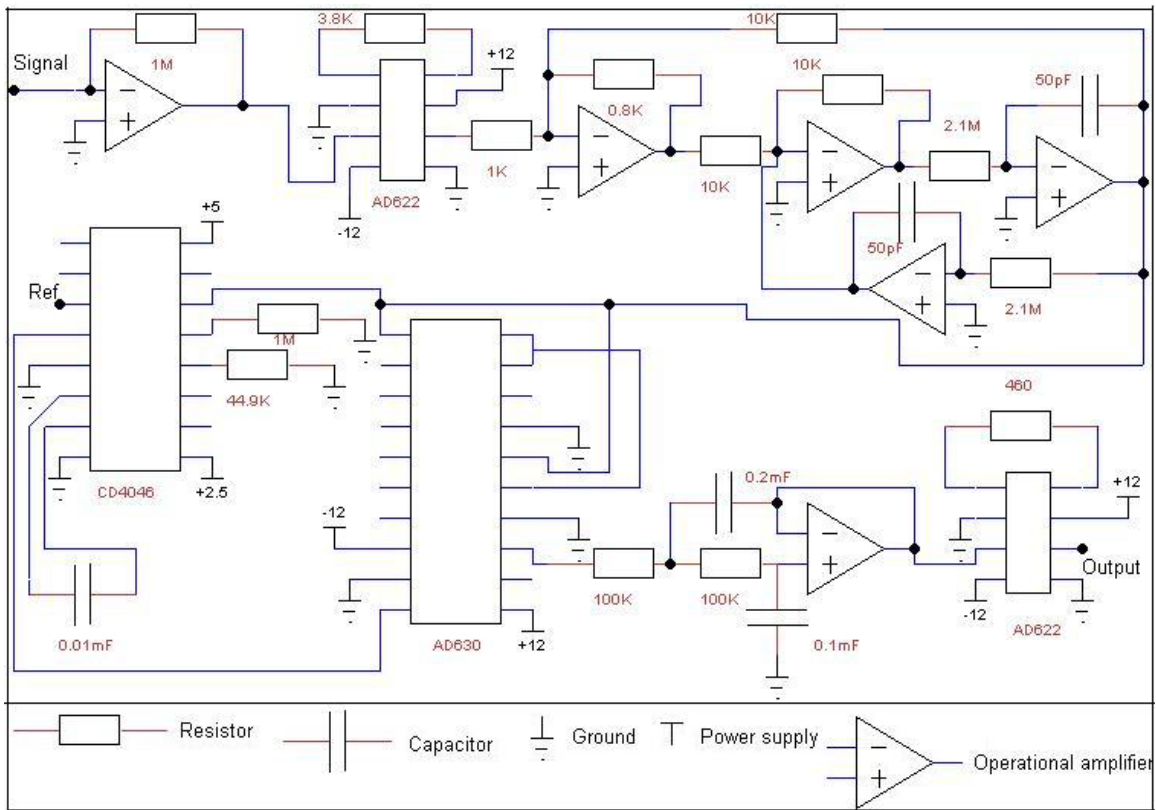 3.8K
10K
Signal
1M
+12
10K
50pF
0.8K
2.1M
1K
10K
AD622
-12
+5
50pF
Ref
2.1M
1M
44.9K
460
CD4046
+2.5
0.2mF
+12
-12
Output
100K
100K
-12
0.01mF
AD630
+12
0.1mF
AD622
Resistor
Capacitor
Ground
Power supply
Operational amplifier